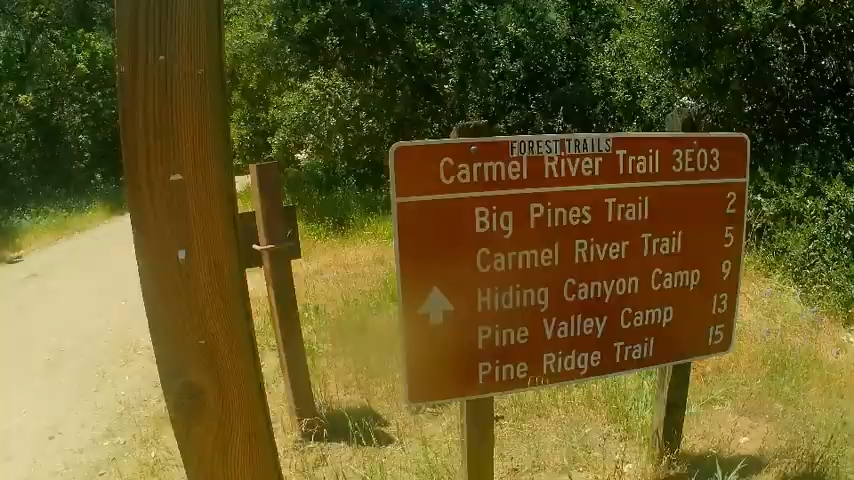 FOREST TRAILS
Carmel River Trail 3E03
Big Pines Trail 2
Carmel River Trail 5
Hiding Canyon Camp 9
Pine Valley Camp 13
Pine Ridge Trail 15